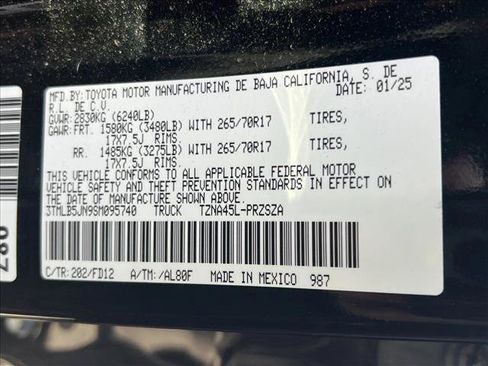 MFD.BY: TOYOTA MOTOR MANUFACTURING DE BAJA CALIFORNIA, S. DE
R.L. DE C.V. DATE: 01/25
GVWR: 2830KG (6240LB)
GAWR: FRT. 1580KG (3480LB) WITH 265/70R17 TIRES,
17X7.5J RIMS.
RR. 1485KG (3275LB) WITH 265/70R17 TIRES,
17X7.5J RIMS.
THIS VEHICLE CONFORMS TO ALL APPLICABLE FEDERAL MOTOR
VEHICLE SAFETY AND THEFT PREVENTION STANDARDS IN EFFECT ON
THE DATE OF MANUFACTURE SHOWN ABOVE.
3TMLB5JN9SM095740 TRUCK TZNA45L-PRZSZA
C/TR: 202/FD12 A/TM: /AL80F MADE IN MEXICO 987